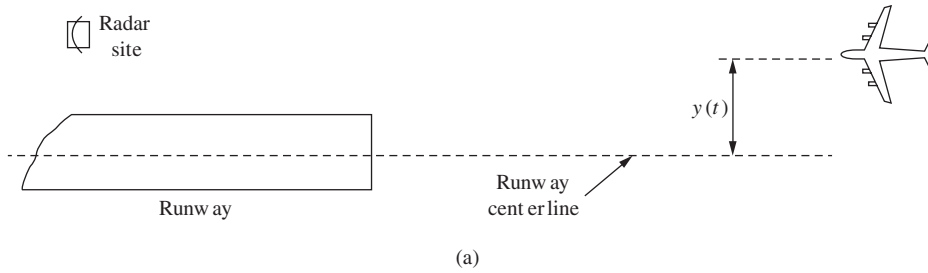 Radar
site
y(t)
Runway
Runway
centerline
(a)